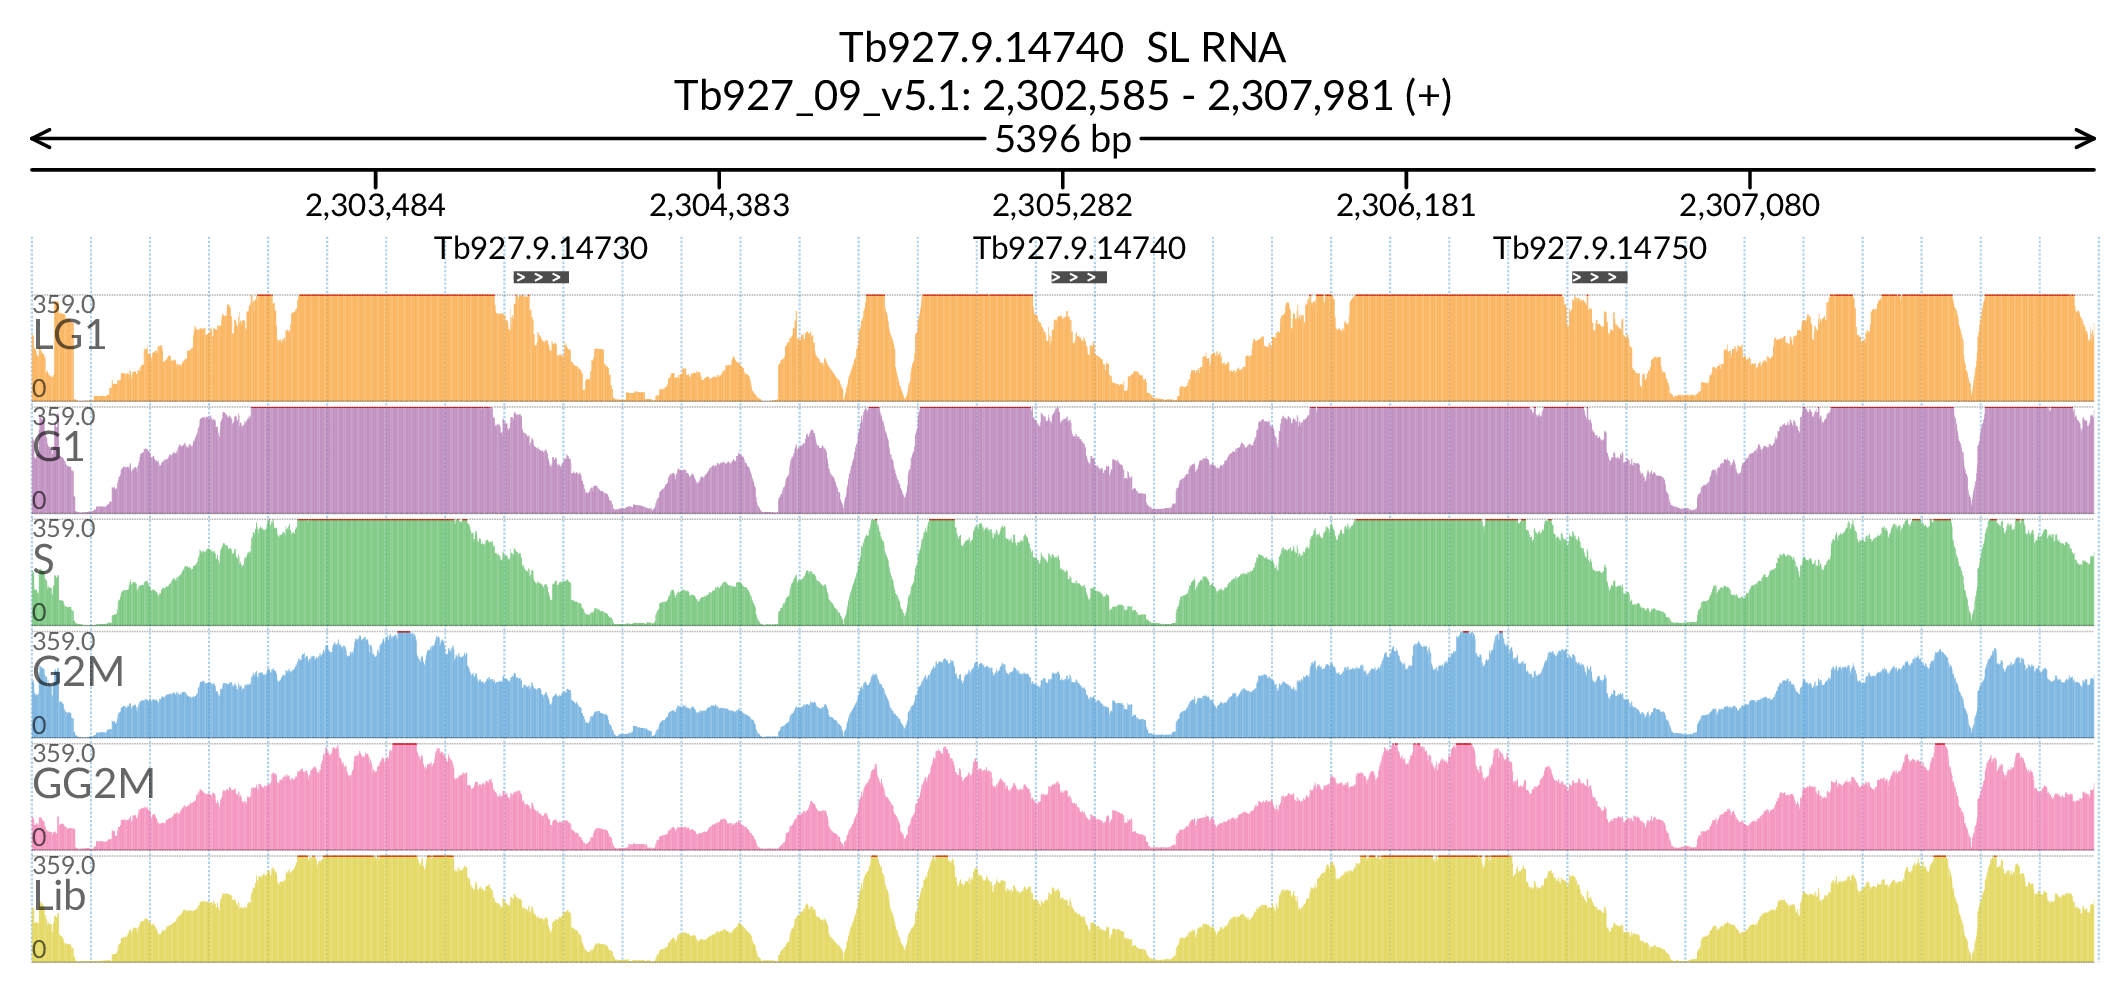 Tb927.9.14740 SL RNA
Tb927_09_v5.1: 2,302,585 - 2,307,981 (+)
5396 bp
2,303,484 2,304,383 2,305,282 2,306,181 2,307,080
Tb927.9.14730 Tb927.9.14740 Tb927.9.14750
359.0
LG1
0
359.0
G1
0
359.0
S
0
359.0
G2M
0
359.0
GG2M
0
359.0
Lib
0